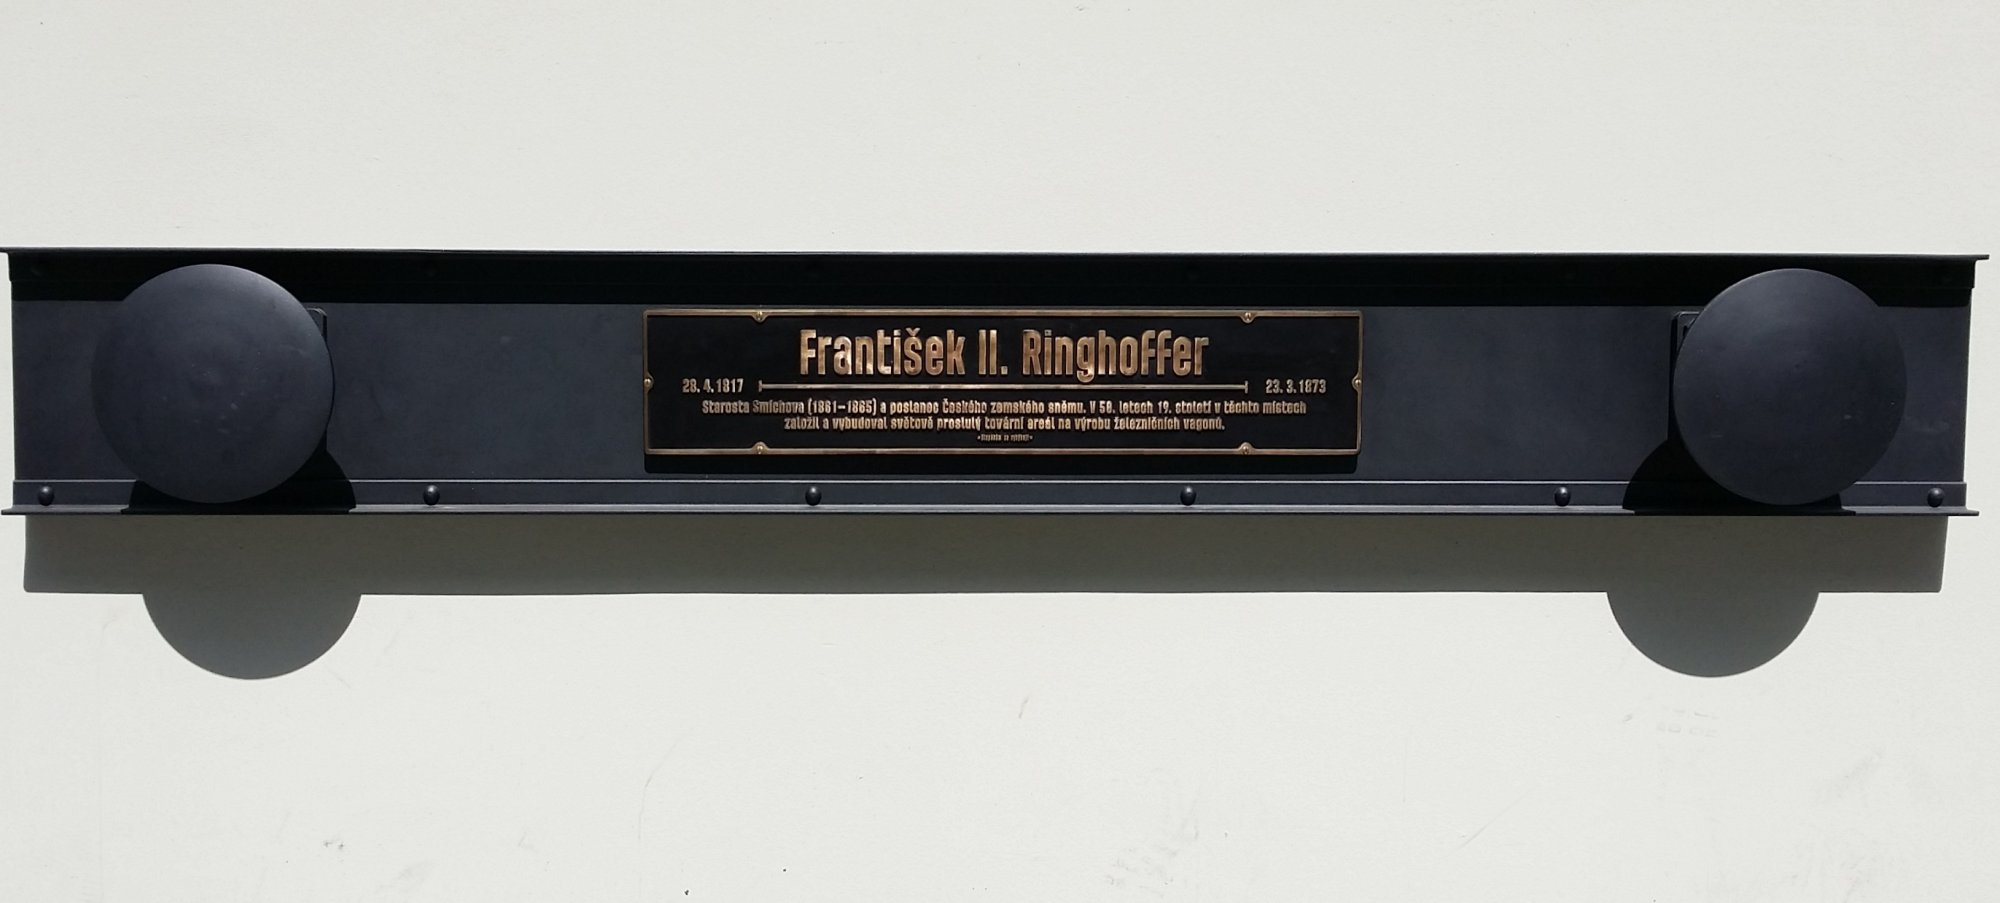 František II. Ringhoffer
28. 4. 1817 23. 3. 1873
Starosta Smíchova (1861–1865) a poslanec Českého zemského sněmu. V 50. letech 19. století v těchto místech
založil a vybudoval světově proslulý tovární areál na výrobu železničních vagonů.